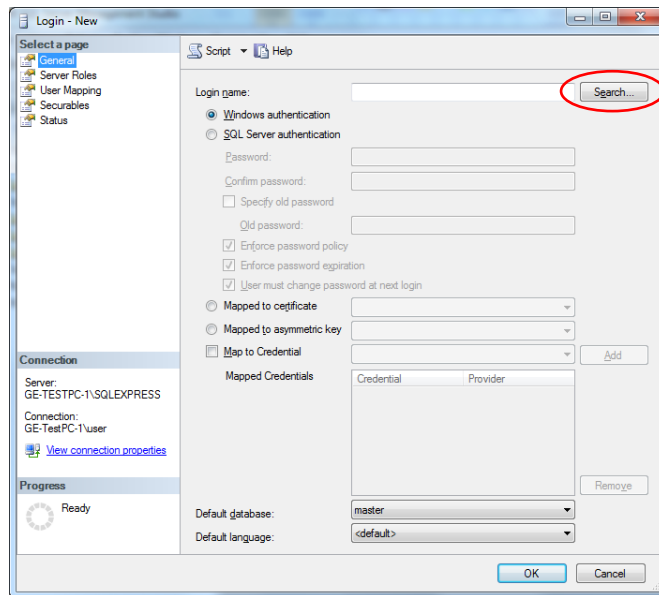 Login - New
Select a page
General
Server Roles
User Mapping
Securables
Status
Script
Help
Login name:
Search...
Windows authentication
SQL Server authentication
Password:
Confirm password:
Specify old password
Old password:
Enforce password policy
Enforce password expiration
User must change password at next login
Mapped to certificate
Mapped to asymmetric key
Map to Credential
Add
Mapped Credentials
Credential Provider
Remove
Default database:
master
Default language:
<default>
Connection
Server:
GE-TESTPC-1\SQLEXPRESS
Connection:
GE-TestPC-1\user
View connection properties
Progress
Ready
OK
Cancel